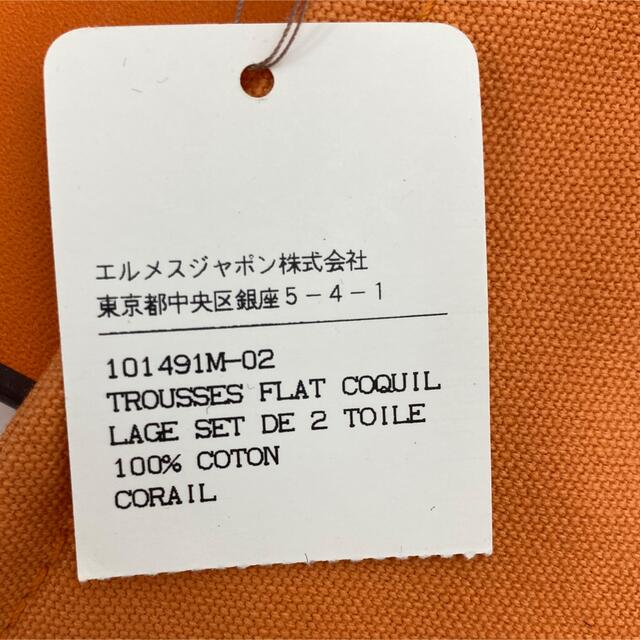 エルメスジャポン株式会社
東京都中央区銀座5-4-1
101491M-02
TROUSSES FLAT COQUIL
LAGE SET DE 2 TOILE
100% COTON
CORAIL